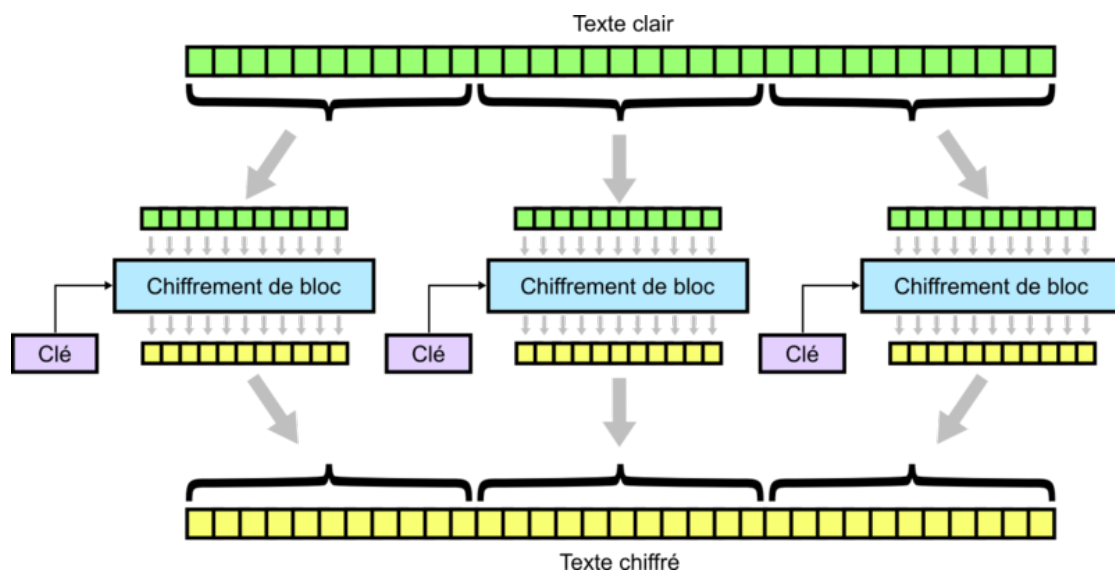 Texte clair
Chiffrement de bloc
Chiffrement de bloc
Chiffrement de bloc
Clé
Clé
Clé
Texte chiffré